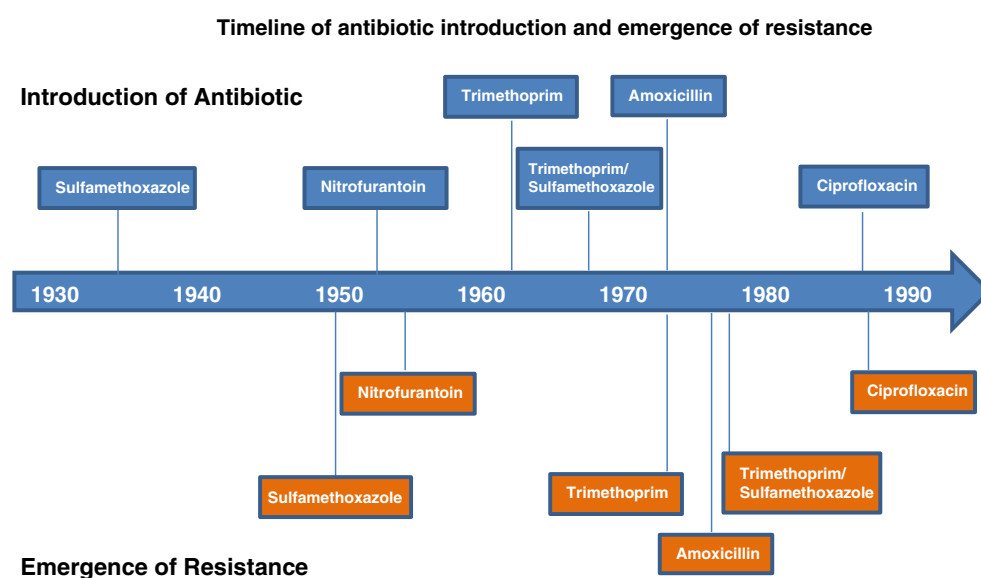 Timeline of antibiotic introduction and emergence of resistance
Introduction of Antibiotic
Trimethoprim
Amoxicillin
Sulfamethoxazole
Nitrofurantoin
Trimethoprim/
Sulfamethoxazole
Ciprofloxacin
1930 1940 1950 1960 1970 1980 1990
Nitrofurantoin
Ciprofloxacin
Sulfamethoxazole
Trimethoprim
Trimethoprim/
Sulfamethoxazole
Amoxicillin
Emergence of Resistance